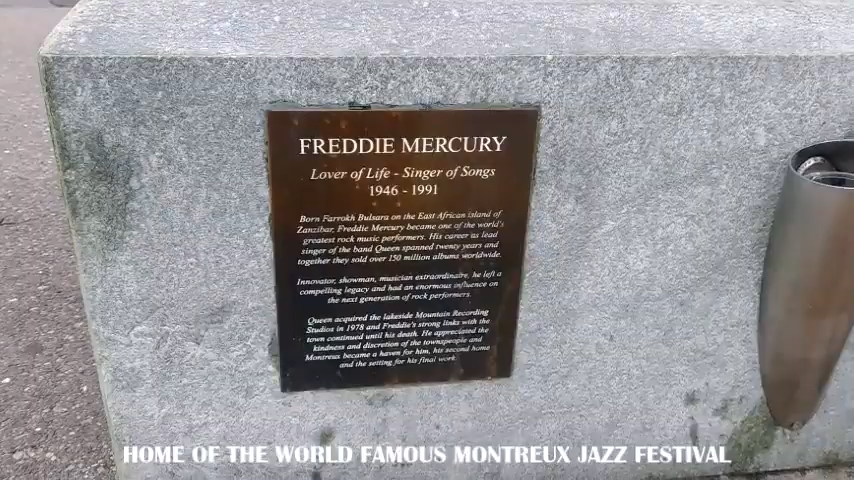 FREDDIE MERCURY
Lover of Life - Singer of Songs
1946 - 1991
Born Farrokh Bulsara on the East African island of
Zanzibar, Freddie Mercury became one of the world's
greatest rock music performers. His career as lead
singer of the band Queen spanned twenty years and
together they sold over 150 million albums worldwide.
Innovator, showman, musician extraordinaire, he left a
compelling legacy and had an enormous influence on
the next generation of rock performers.
Queen acquired the lakeside Mountain Recording
Studios in 1978 and Freddie's strong links with the
town continued until his death. He appreciated the
kindness and discretion of the townspeople and
Montreux became a haven for him, his second home
and the setting for his final work.
HOME OF THE WORLD FAMOUS MONTREUX JAZZ FESTIVAL